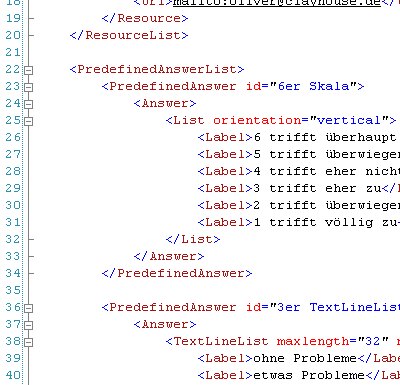 18 <url>mailto:oliver@clayhouse.de</
19 </Resource>
20 </ResourceList>
21
22 <PredefinedAnswerList>
23 <PredefinedAnswer id="6er Skala">
24 <Answer>
25 <List orientation="vertical">
26 <Label>6 trifft überhaupt
27 <Label>5 trifft überwiegen
28 <Label>4 trifft eher nicht
29 <Label>3 trifft eher zu</
30 <Label>2 trifft überwiegen
31 <Label>1 trifft völlig zu<
32 </List>
33 </Answer>
34 </PredefinedAnswer>
35
36 <PredefinedAnswer id="3er TextLineList
37 <Answer>
38 <TextLineList maxlength="32"
39 <Label>ohne Probleme</Labe
40 <Label>etwas Probleme</